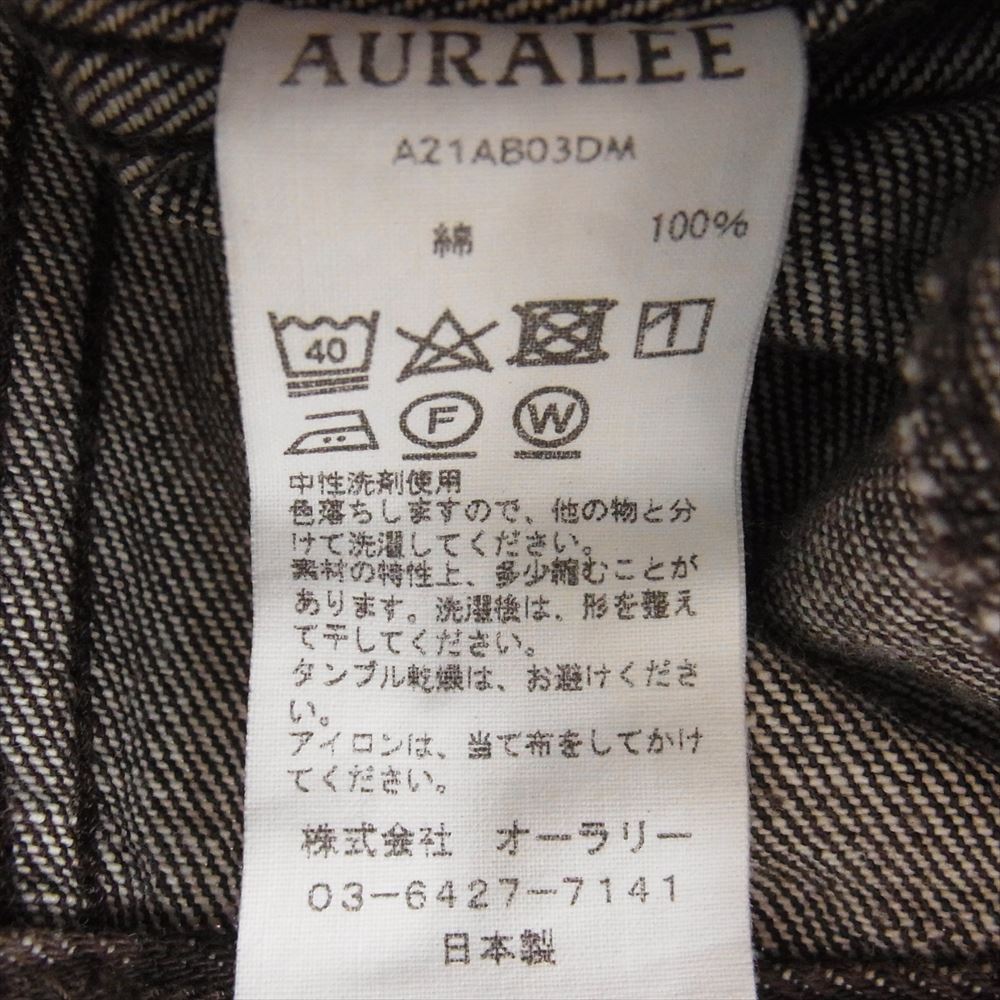 AURALEE
A21AB03DM
綿 100%
40
F W
中性洗剤使用
色落ちしますので、他の物と分
けて洗濯してください。
素材の特性上、多少縮むことが
あります。洗濯後は、形を整え
て干してください。
タンブル乾燥は、お避けくださ
い。
アイロンは、当て布をしてかけ
てください。
株式会社 オーラリー
03-6427-7141
日本製